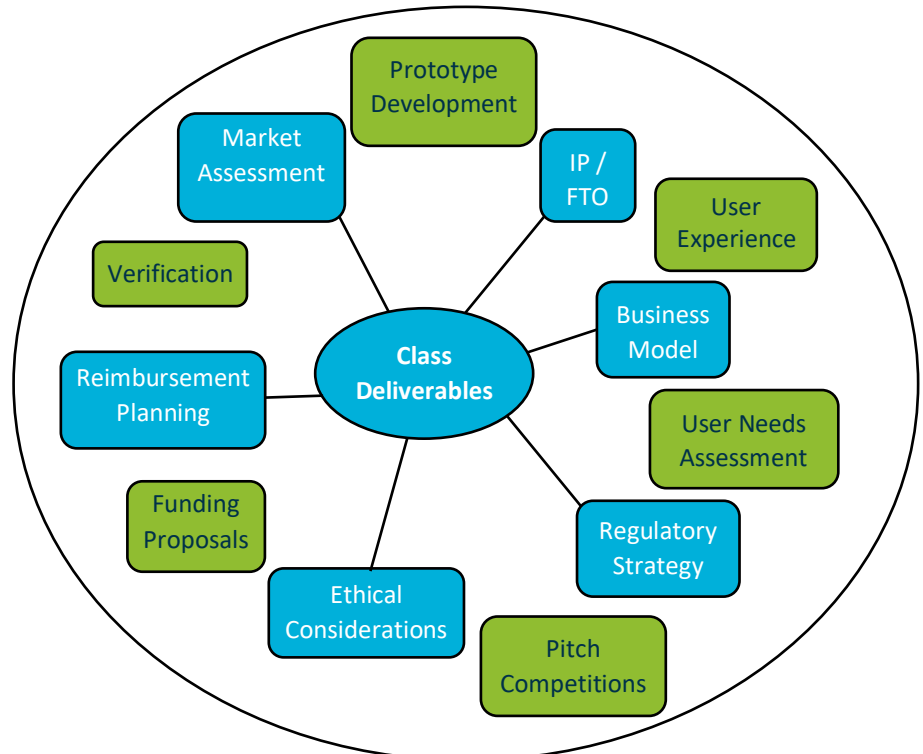 Prototype
Development
Market
Assessment
IP /
FTO
User
Experience
Verification
Business
Model
Class
Deliverables
Reimbursement
Planning
User Needs
Assessment
Funding
Proposals
Regulatory
Strategy
Ethical
Considerations
Pitch
Competitions